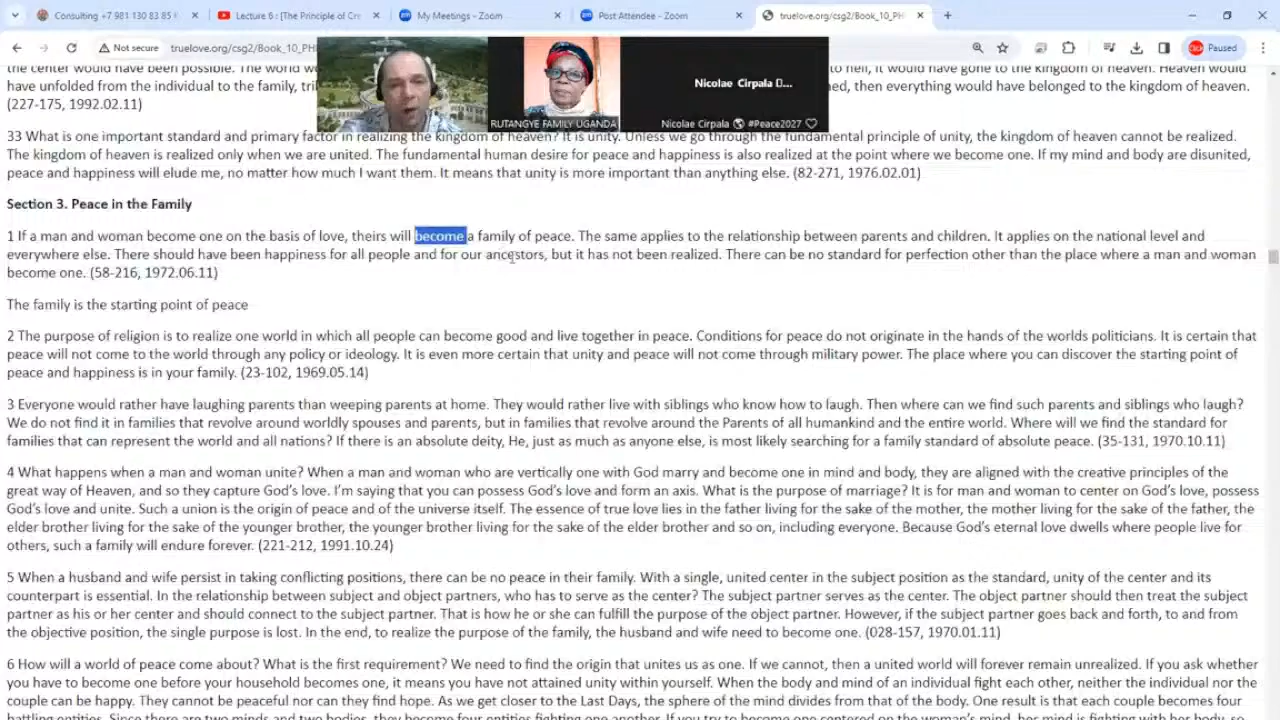 Consulting +7 981 130 83 85
Lecture 6 : [The Principle of Cre
My Meetings - Zoom
Post Attendee - Zoom
truelove.org/csg2/Book_10_PH
Not secure
truelove.org/csg2/Book_10_PH
Paused
the center would have been possible. The world w
to hell, it would have gone to the kingdom of heaven. Heaven would
have unfolded from the individual to the family, tri
ned, then everything would have belonged to the kingdom of heaven.
(227-175, 1992.02.11)
Nicolae Cirpala
RUTANGYE FAMILY UGANDA
Nicolae Cirpala 🌎 #Peace2027
33 What is one important standard and primary factor in realizing the kingdom of heaven? It is unity. Unless we go through the fundamental principle of unity, the kingdom of heaven cannot be realized.
The kingdom of heaven is realized only when we are united. The fundamental human desire for peace and happiness is also realized at the point where we become one. If my mind and body are disunited,
peace and happiness will elude me, no matter how much I want them. It means that unity is more important than anything else. (82-271, 1976.02.01)
Section 3. Peace in the Family
1 If a man and woman become one on the basis of love, theirs will become a family of peace. The same applies to the relationship between parents and children. It applies on the national level and
everywhere else. There should have been happiness for all people and for our ancestors, but it has not been realized. There can be no standard for perfection other than the place where a man and woman
become one. (58-216, 1972.06.11)
The family is the starting point of peace
2 The purpose of religion is to realize one world in which all people can become good and live together in peace. Conditions for peace do not originate in the hands of the worlds politicians. It is certain that
peace will not come to the world through any policy or ideology. It is even more certain that unity and peace will not come through military power. The place where you can discover the starting point of
peace and happiness is in your family. (23-102, 1969.05.14)
3 Everyone would rather have laughing parents than weeping parents at home. They would rather live with siblings who know how to laugh. Then where can we find such parents and siblings who laugh?
We do not find it in families that revolve around worldly spouses and parents, but in families that revolve around the Parents of all humankind and the entire world. Where will we find the standard for
families that can represent the world and all nations? If there is an absolute deity, He, just as much as anyone else, is most likely searching for a family standard of absolute peace. (35-131, 1970.10.11)
4 What happens when a man and woman unite? When a man and woman who are vertically one with God marry and become one in mind and body, they are aligned with the creative principles of the
great way of Heaven, and so they capture God's love. I'm saying that you can possess God's love and form an axis. What is the purpose of marriage? It is for man and woman to center on God's love, possess
God's love and unite. Such a union is the origin of peace and of the universe itself. The essence of true love lies in the father living for the sake of the mother, the mother living for the sake of the father, the
elder brother living for the sake of the younger brother, the younger brother living for the sake of the elder brother and so on, including everyone. Because God's eternal love dwells where people live for
others, such a family will endure forever. (221-212, 1991.10.24)
5 When a husband and wife persist in taking conflicting positions, there can be no peace in their family. With a single, united center in the subject position as the standard, unity of the center and its
counterpart is essential. In the relationship between subject and object partners, who has to serve as the center? The subject partner serves as the center. The object partner should then treat the subject
partner as his or her center and should connect to the subject partner. That is how he or she can fulfill the purpose of the object partner. However, if the subject partner goes back and forth, to and from
the objective position, the single purpose is lost. In the end, to realize the purpose of the family, the husband and wife need to become one. (028-157, 1970.01.11)
6 How will a world of peace come about? What is the first requirement? We need to find the origin that unites us as one. If we cannot, then a united world will forever remain unrealized. If you ask whether
you have to become one before your household becomes one, it means you have not attained unity within yourself. When the body and mind of an individual fight each other, neither the individual nor the
couple can be happy. They cannot be peaceful nor can they find hope. As we get closer to the Last Days, the sphere of the mind divides from that of the body. One result is that each couple becomes four
battling entities. Since there are two minds and two bodies, they become four entities fighting one another. If you try to become one centered on the woman's mind, her mind is fighting with her body, so